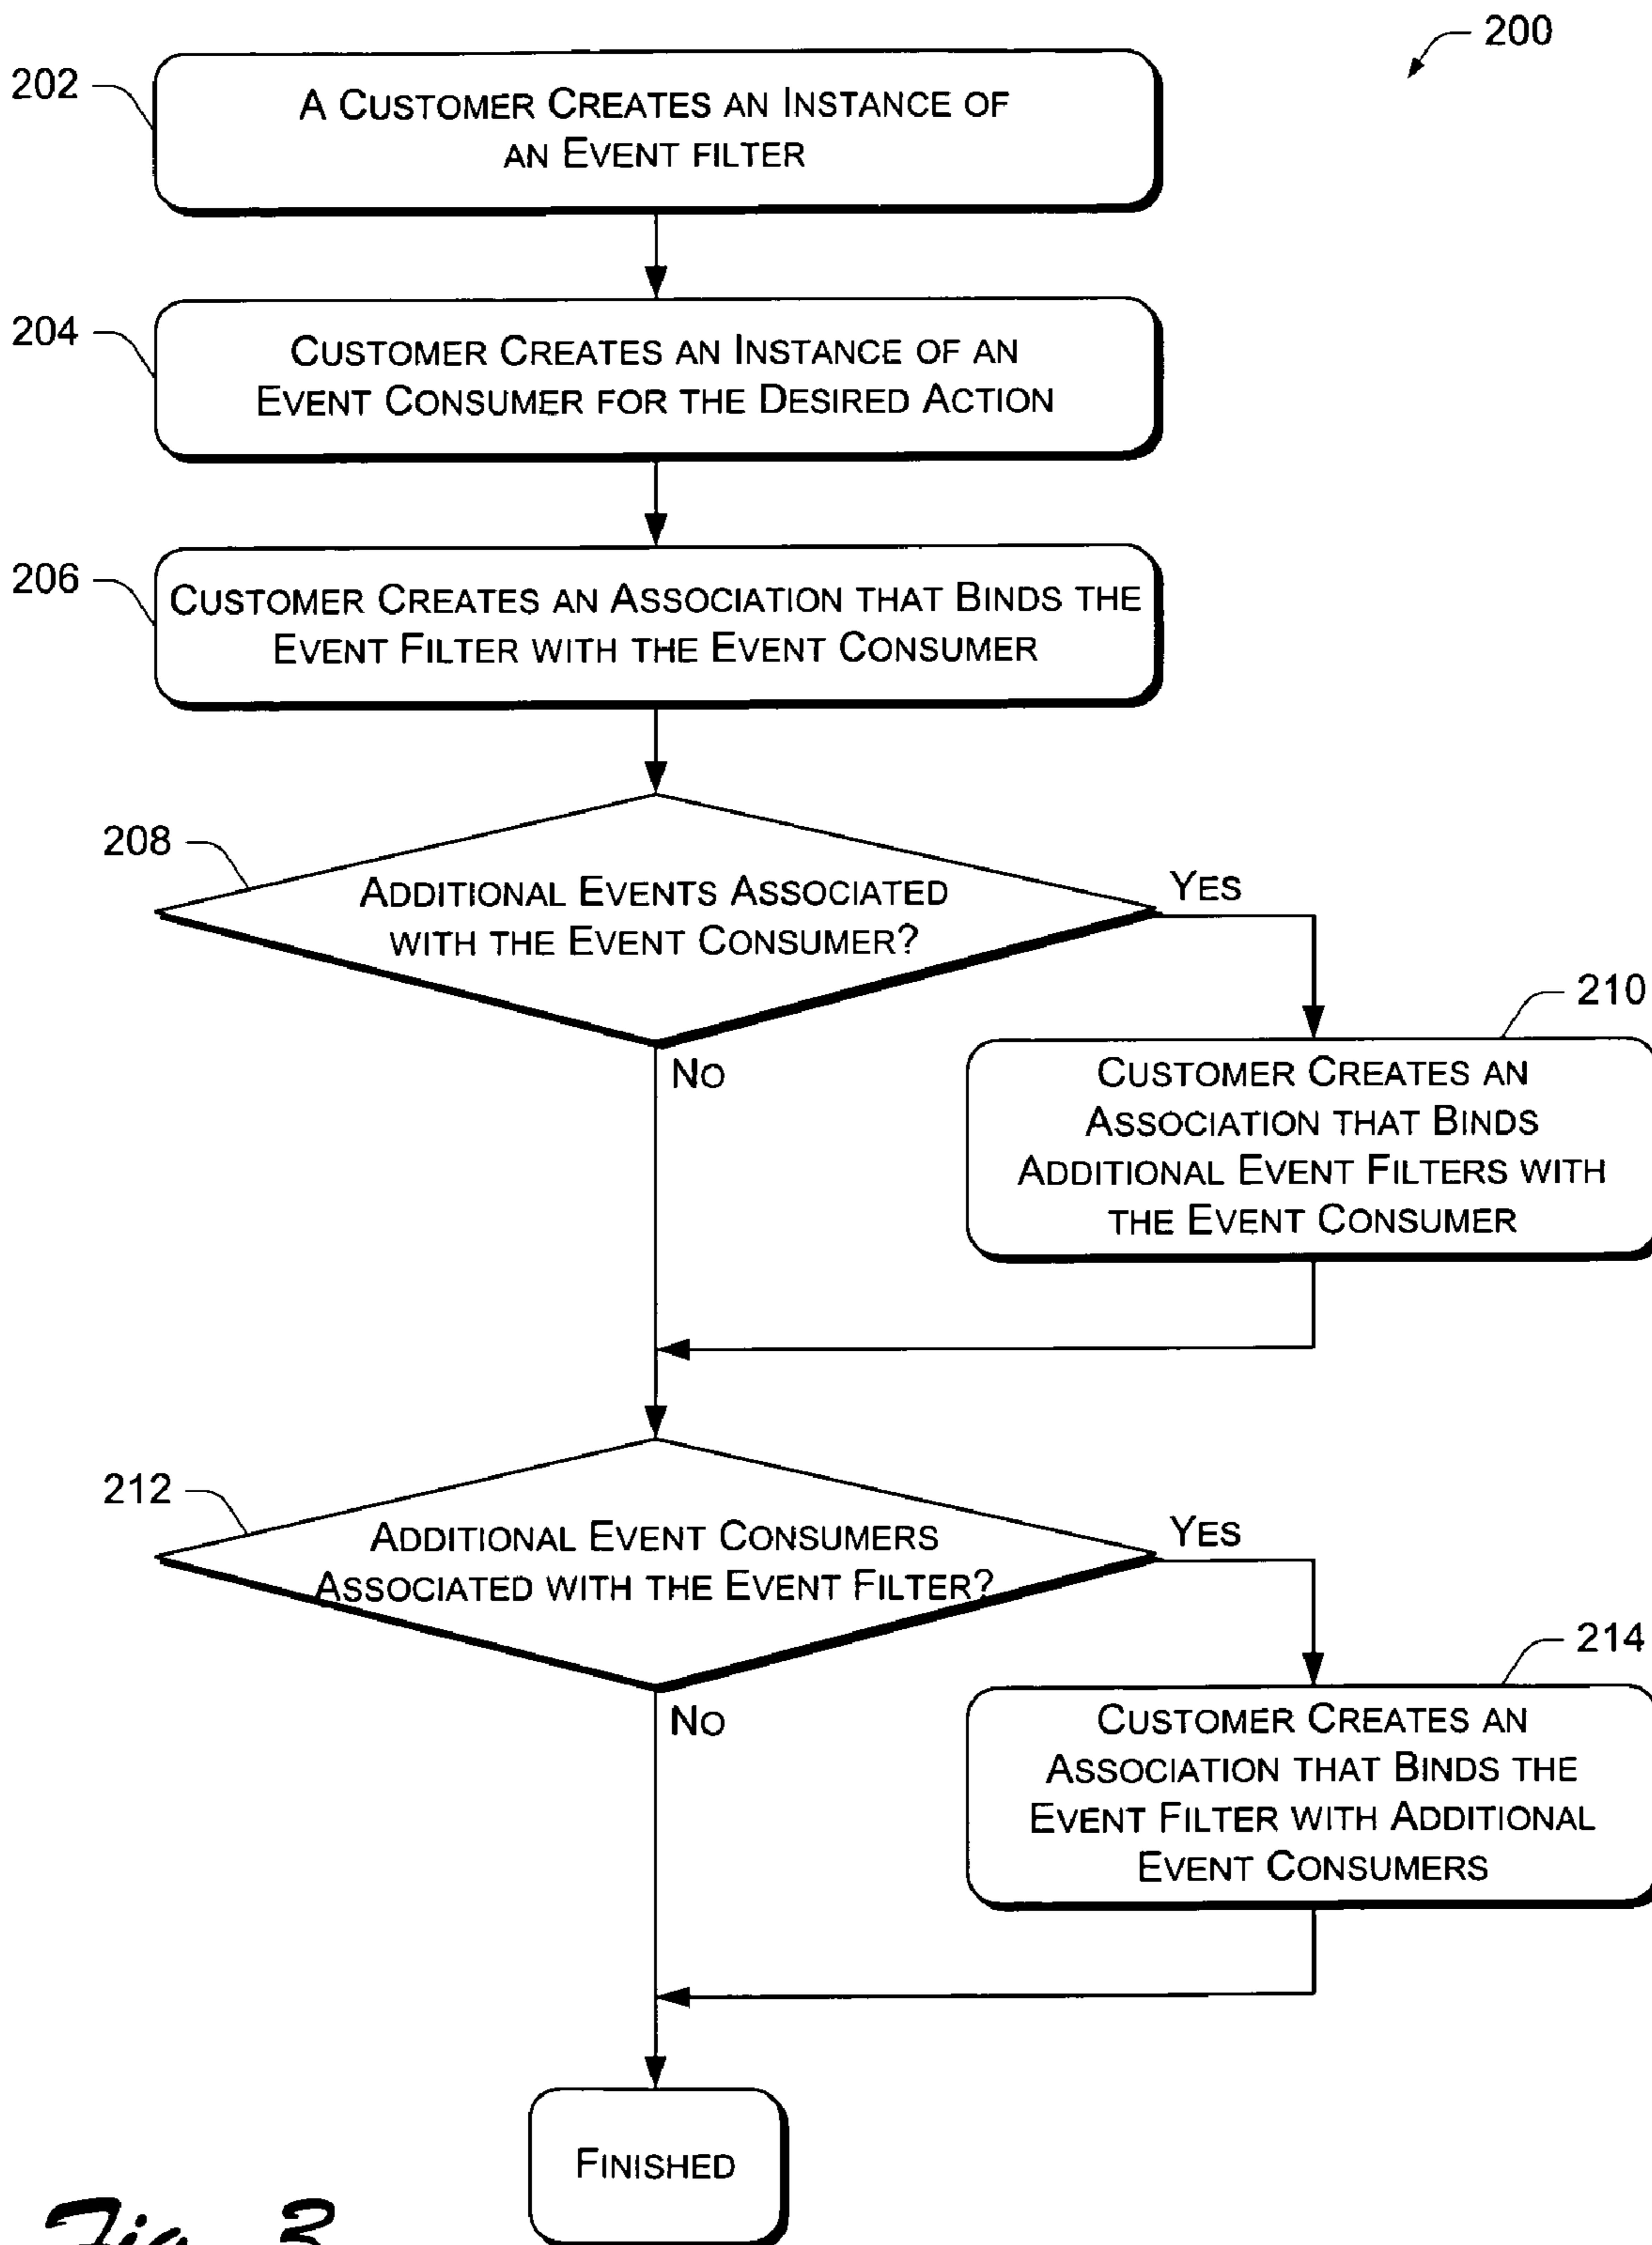 200
202
A CUSTOMER CREATES AN INSTANCE OF
AN EVENT FILTER
204
CUSTOMER CREATES AN INSTANCE OF AN
EVENT CONSUMER FOR THE DESIRED ACTION
206
CUSTOMER CREATES AN ASSOCIATION THAT BINDS THE
EVENT FILTER WITH THE EVENT CONSUMER
208
ADDITIONAL EVENTS ASSOCIATED
WITH THE EVENT CONSUMER?
YES
NO
210
CUSTOMER CREATES AN
ASSOCIATION THAT BINDS
ADDITIONAL EVENT FILTERS WITH
THE EVENT CONSUMER
212
ADDITIONAL EVENT CONSUMERS
ASSOCIATED WITH THE EVENT FILTER?
YES
NO
214
CUSTOMER CREATES AN
ASSOCIATION THAT BINDS THE
EVENT FILTER WITH ADDITIONAL
EVENT CONSUMERS
FINISHED
Fig. 3